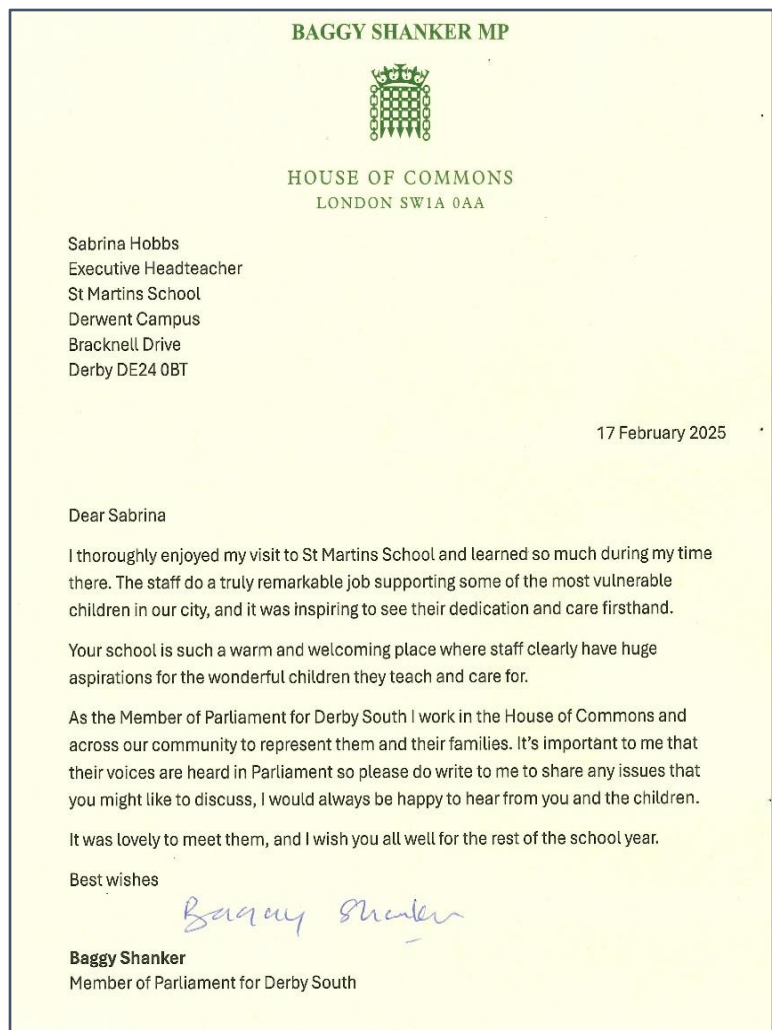 BAGGY SHANKER MP
HOUSE OF COMMONS
LONDON SW1A 0AA
Sabrina Hobbs
Executive Headteacher
St Martins School
Derwent Campus
Bracknell Drive
Derby DE24 0BT
17 February 2025
Dear Sabrina
I thoroughly enjoyed my visit to St Martins School and learned so much during my time
there. The staff do a truly remarkable job supporting some of the most vulnerable
children in our city, and it was inspiring to see their dedication and care firsthand.
Your school is such a warm and welcoming place where staff clearly have huge
aspirations for the wonderful children they teach and care for.
As the Member of Parliament for Derby South I work in the House of Commons and
across our community to represent them and their families. It's important to me that
their voices are heard in Parliament so please do write to me to share any issues that
you might like to discuss, I would always be happy to hear from you and the children.
It was lovely to meet them, and I wish you all well for the rest of the school year.
Best wishes
Baggy Shanker
Baggy Shanker
Member of Parliament for Derby South